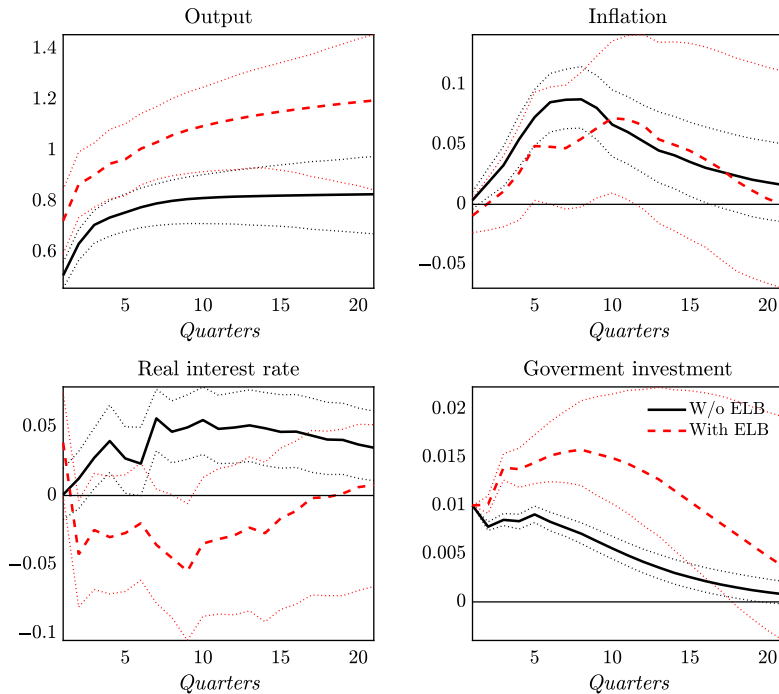 Output
1.4
1.2
1
0.8
0.6
5 10 15 20
Quarters
Inflation
0.1
0.05
0
−0.05
5 10 15 20
Quarters
Real interest rate
0.05
0
−0.05
−0.1
5 10 15 20
Quarters
Goverment investment
0.02
0.015
0.01
0.005
0
W/o ELB
With ELB
5 10 15 20
Quarters